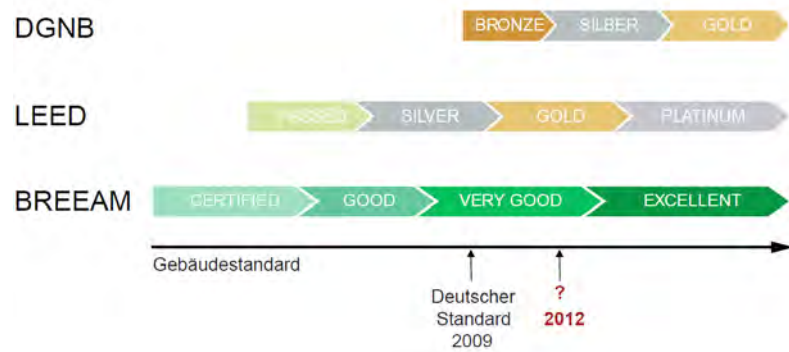 DGNB
BRONZE SILBER GOLD
LEED
PASSED SILVER GOLD PLATINUM
BREEAM
CERTIFIED GOOD VERY GOOD EXCELLENT
Gebäudestandard
Deutscher
Standard
2009
?
2012